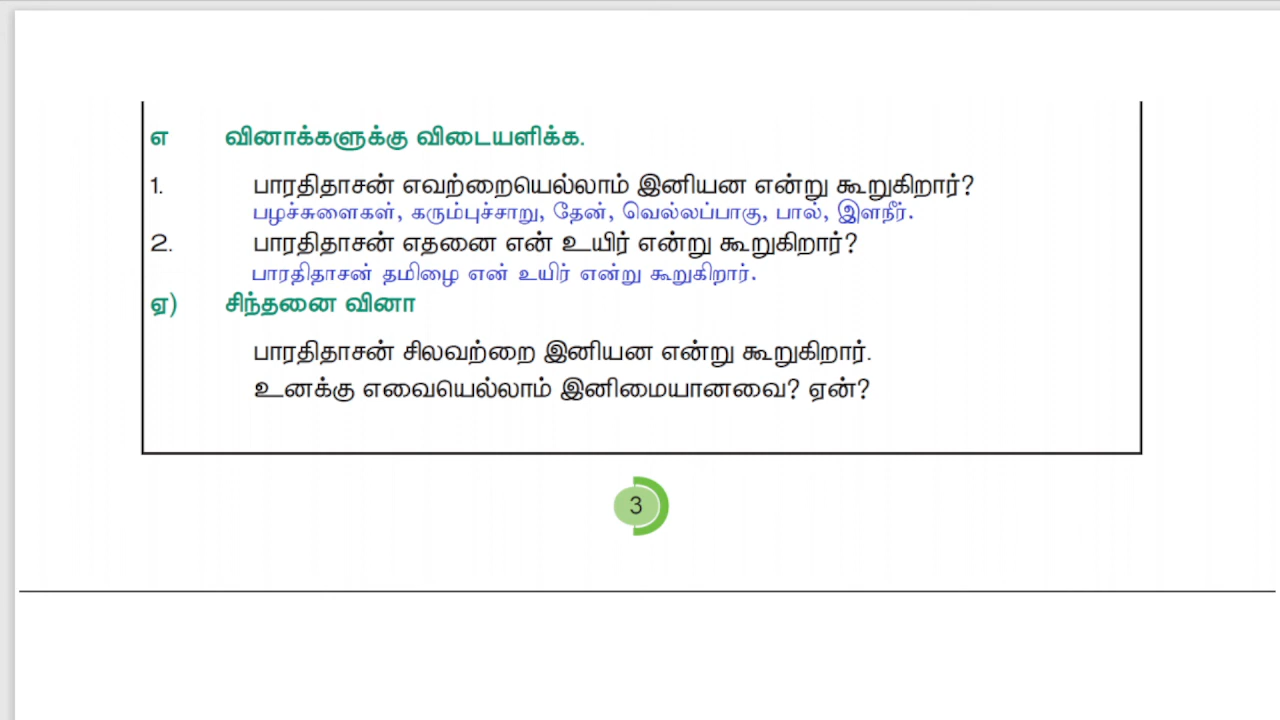 எ வினாக்களுக்கு விடையளிக்க.
1. பாரதிதாசன் எவற்றையெல்லாம் இனியன என்று கூறுகிறார்?
பழச்சுளைகள், கரும்புச்சாறு, தேன், வெல்லப்பாகு, பால், இளநீர்.
2. பாரதிதாசன் எதனை என் உயிர் என்று கூறுகிறார்?
பாரதிதாசன் தமிழை என் உயிர் என்று கூறுகிறார்.
ஏ) சிந்தனை வினா
பாரதிதாசன் சிலவற்றை இனியன என்று கூறுகிறார்.
உனக்கு எவையெல்லாம் இனிமையானவை? ஏன்?
3